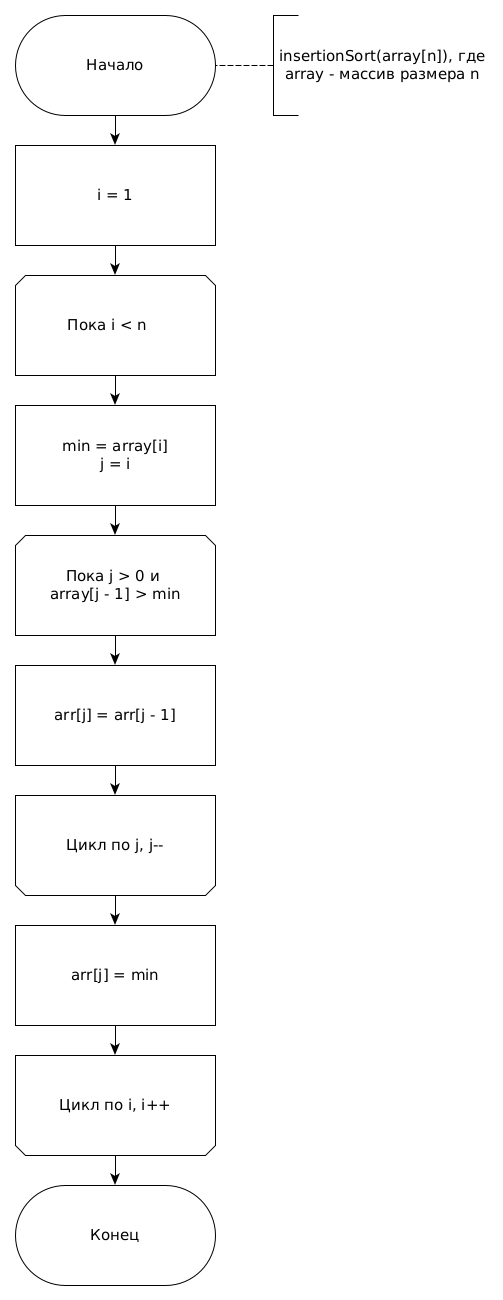 Начало
insertionSort(array[n]), где
array - массив размера n
i = 1
Пока i < n
min = array[i]
j = i
Пока j > 0 и
array[j - 1] > min
arr[j] = arr[j - 1]
Цикл по j, j--
arr[j] = min
Цикл по i, i++
Конец